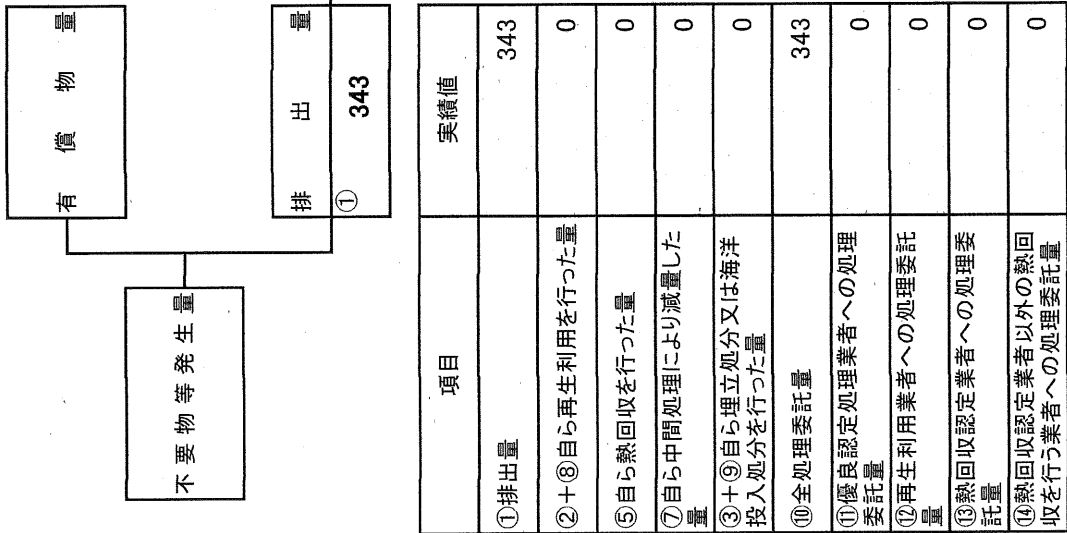 有償物量
不要物等発生量
排出量
①
343
項目 実績値
①排出量 343
②+⑧自ら再生利用を行った量 0
⑤自ら熱回収を行った量 0
⑦自ら中間処理により減量した
量 0
③+⑨自ら埋立処分又は海洋
投入処分を行った量 0
⑩全処理委託量 343
⑪優良認定処理業者への処理
委託量 0
⑫再生利用業者への処理委託
量 0
⑬熱回収認定業者への処理委
託量 0
⑭熱回収認定業者以外の熱回
収を行う業者への処理委託量 0